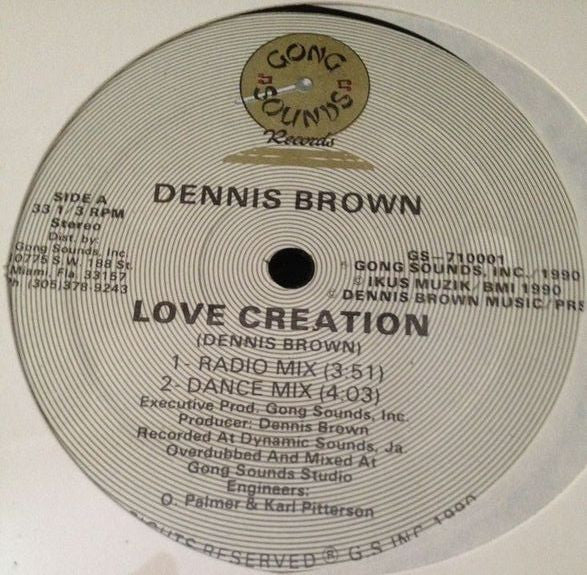 GONG
SOUNDS
Records
DENNIS BROWN
SIDE A
33 1/3 RPM
Stereo
Dist. by:
Gong Sounds, Inc.
0775 S.W. 188 St.
Miami, Fla. 33157
Ph (305)378-9243
GS-710001
GONG SOUNDS, INC./1990
© IKUS MUZIK/BMI 1990
© DENNIS BROWN MUSIC/PRS
LOVE CREATION
(DENNIS BROWN)
1- RADIO MIX (3:51)
2- DANCE MIX (4:03)
Executive Prod. Gong Sounds, Inc.
Producer: Dennis Brown
Recorded At Dynamic Sounds, Ja
Overdubbed And Mixed At
Gong Sounds Studio
Engineers:
O. Palmer & Karl Pitterson
RIGHTS RESERVED ® G.S INC 1990